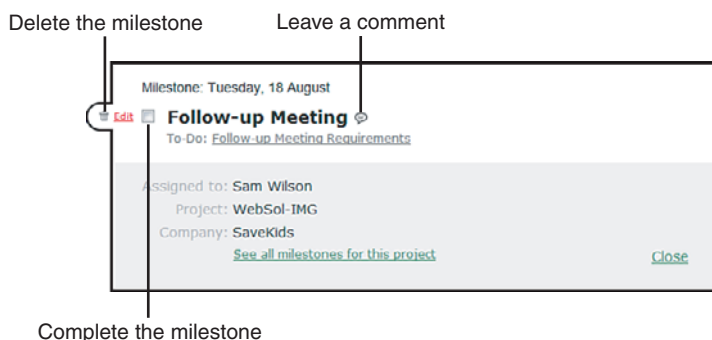 Delete the milestone
Leave a comment
Milestone: Tuesday, 18 August
Edit
Follow-up Meeting
To-Do: Follow-up Meeting Requirements
Assigned to: Sam Wilson
Project: WebSol-IMG
Company: SaveKids
See all milestones for this project
Close
Complete the milestone